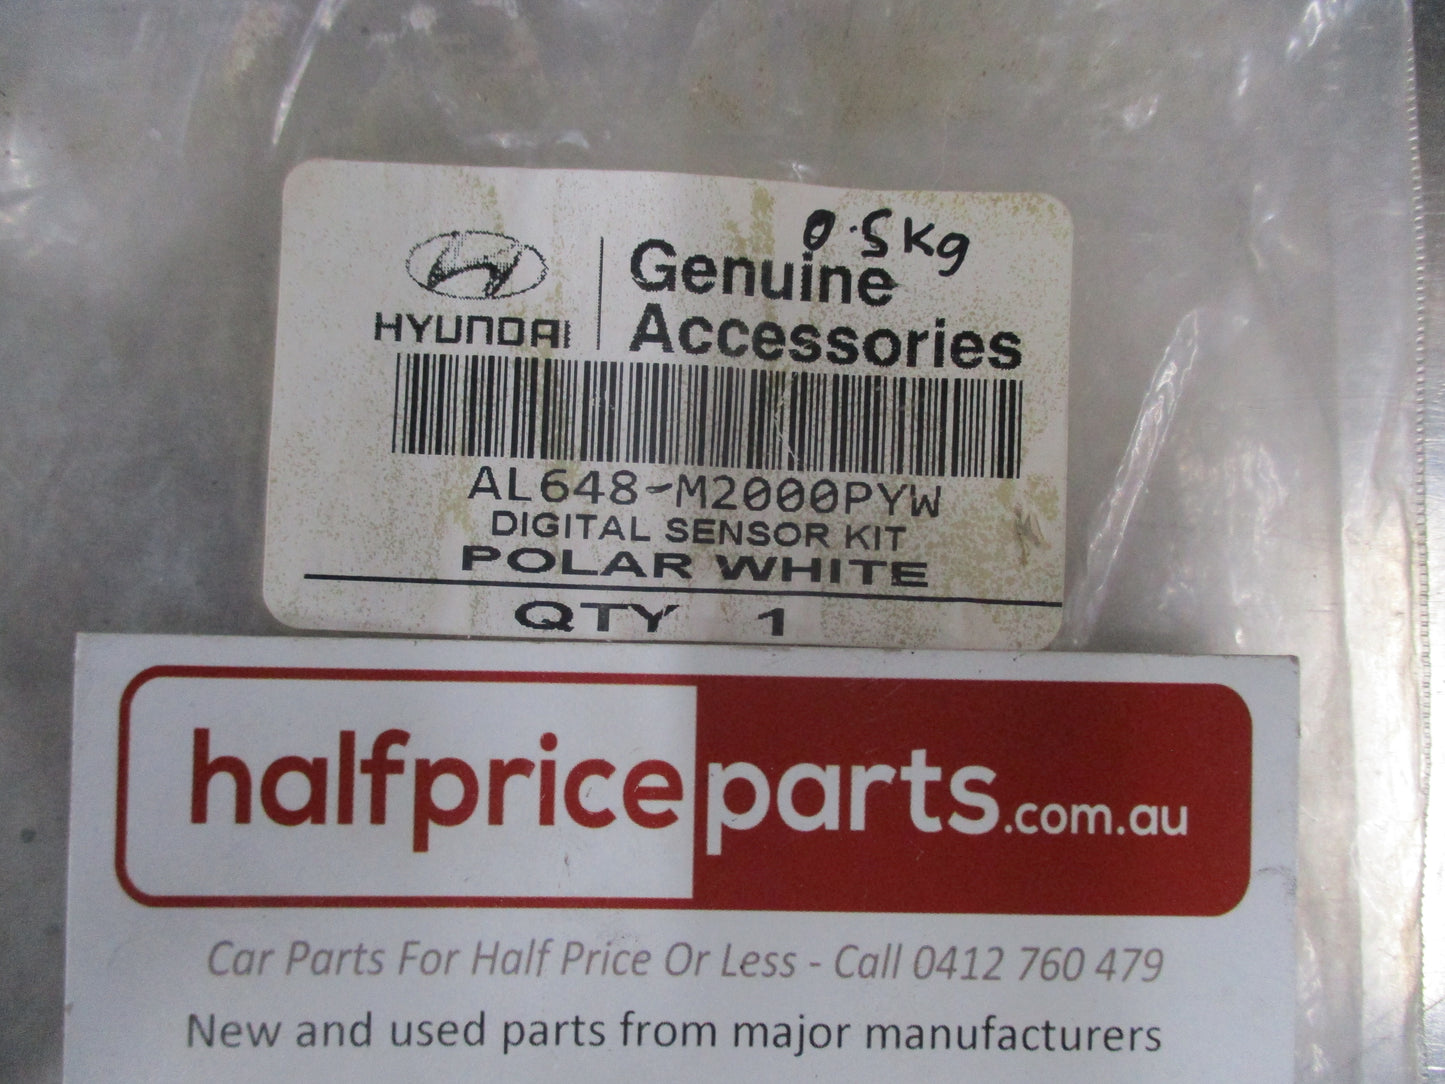 0.5Kg
HYUNDAI
Genuine
Accessories
AL648-M2000PYW
DIGITAL SENSOR KIT
POLAR WHITE
QTY 1
halfpriceparts.com.au
Car Parts For Half Price Or Less - Call 0412 760 479
New and used parts from major manufacturers